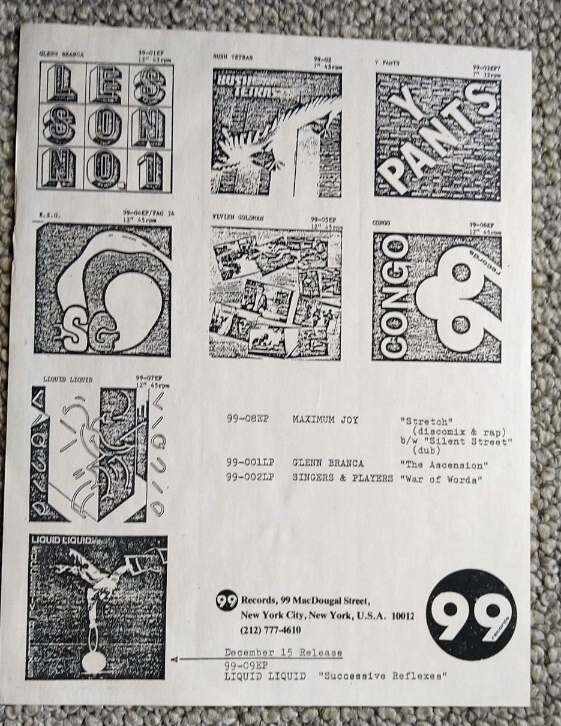 GLENN BRANCA
99-01EP
12" 45rpm
LES
SON
NO.1
BUSH TETRAS
99-02
7" 45rpm
BUSH
TETRAS
Y PANTS
99-03EP7
7" 33rpm
Y
PANTS
E.S.G.
99-04EP/FAC 34
12" 45rpm
SG
VIVIEN GOLDMAN
99-05EP
12" 45rpm
CONGO
99-06EP
12" 45rpm
CONGO
99
records
LIQUID LIQUID
99-07EP
12" 45rpm
LIQUID
99-08EP MAXIMUM JOY "Stretch"
(discomix & rap)
b/w "Silent Street"
(dub)
99-001LP GLENN BRANCA "The Ascension"
99-002LP SINGERS & PLAYERS "War of Words"
LIQUID LIQUID
99 Records, 99 MacDougal Street,
New York City, New York, U.S.A. 10012
(212) 777-4610
99
records
December 15 Release
99-09EP
LIQUID LIQUID "Successive Reflexes"